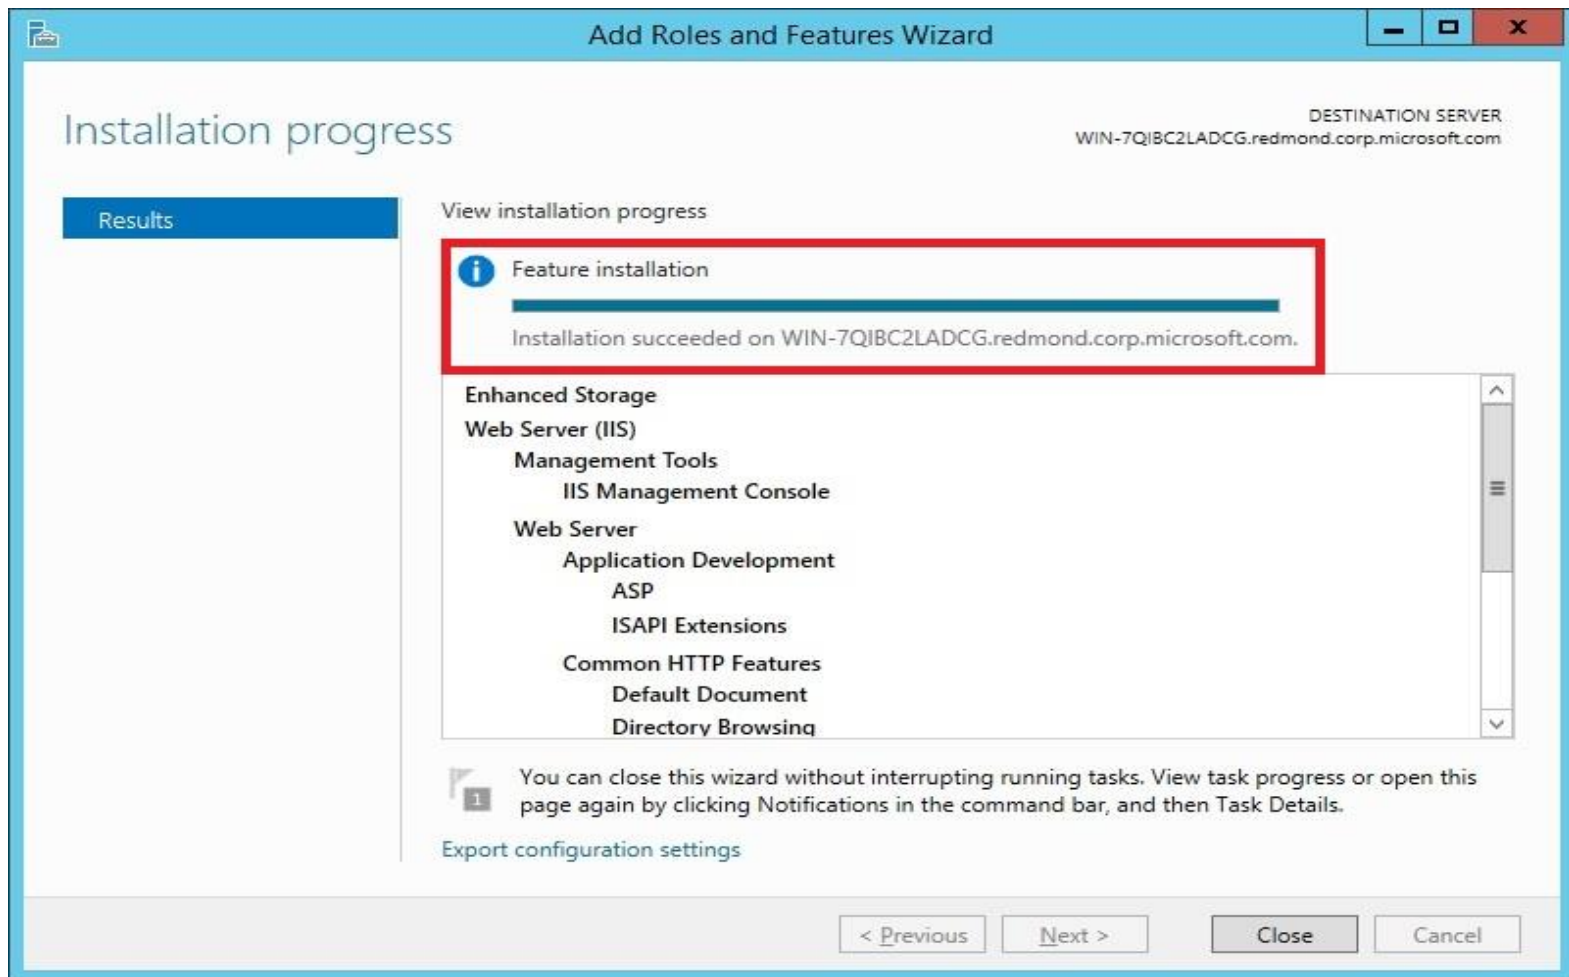 Add Roles and Features Wizard
Installation progress
DESTINATION SERVER
WIN-7QIBC2LADCG.redmond.corp.microsoft.com
Results
View installation progress
Feature installation
Installation succeeded on WIN-7QIBC2LADCG.redmond.corp.microsoft.com.
Enhanced Storage
Web Server (IIS)
Management Tools
IIS Management Console
Web Server
Application Development
ASP
ISAPI Extensions
Common HTTP Features
Default Document
Directory Browsing
1
You can close this wizard without interrupting running tasks. View task progress or open this
page again by clicking Notifications in the command bar, and then Task Details.
Export configuration settings
< Previous
Next >
Close
Cancel